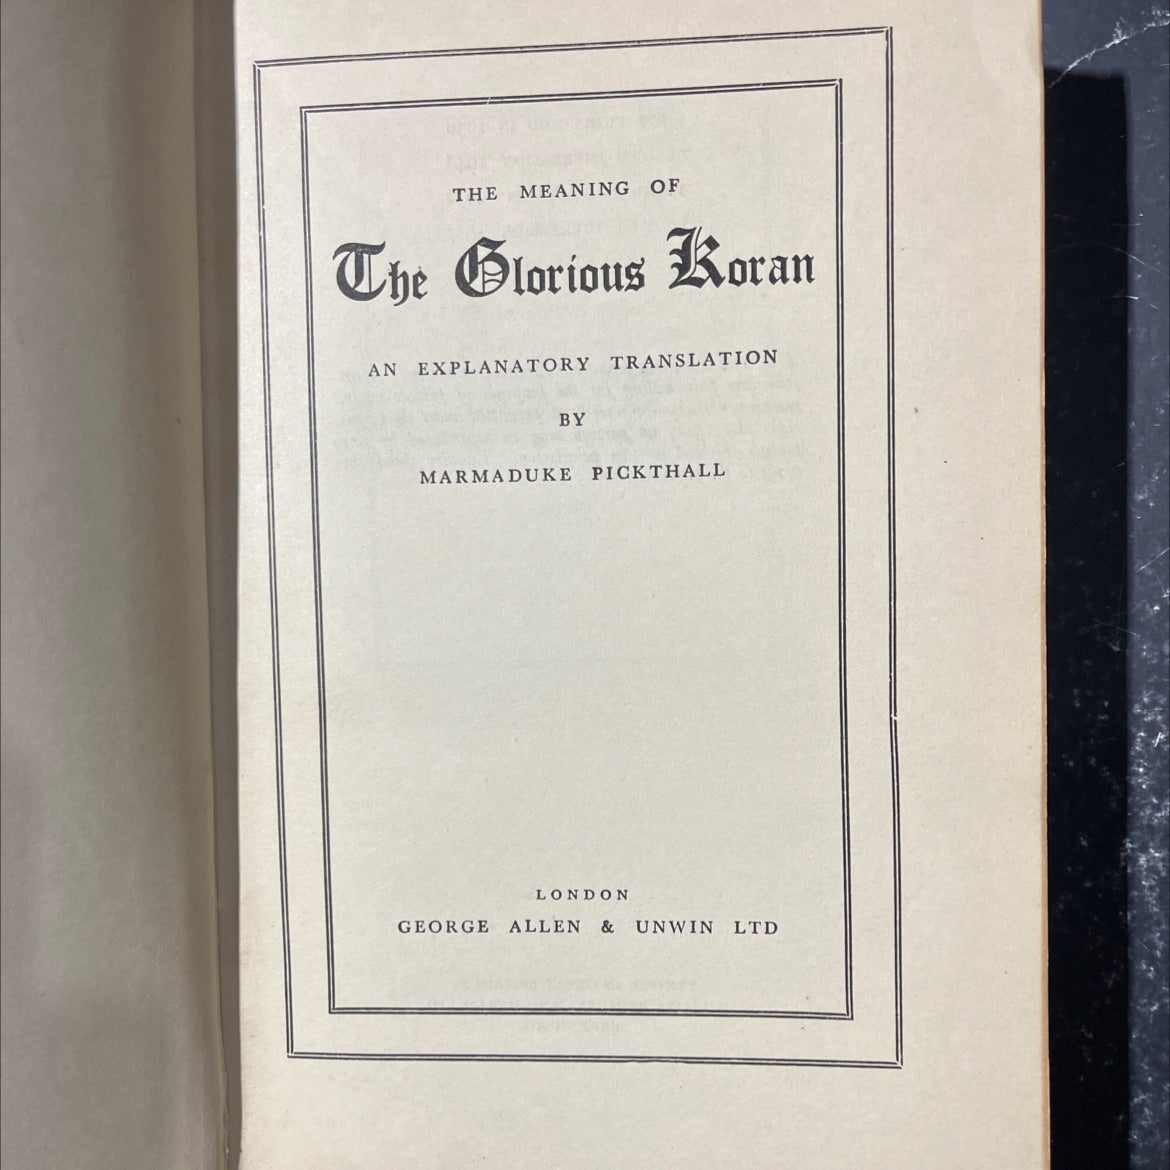 THE MEANING OF
The Glorious Koran
AN EXPLANATORY TRANSLATION
BY
MARMADUKE PICKTHALL
LONDON
GEORGE ALLEN & UNWIN LTD